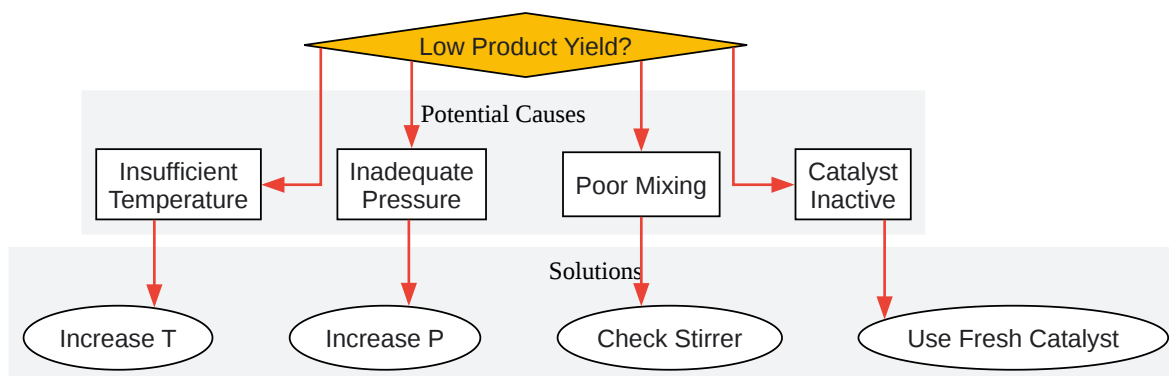 Low Product Yield?
Potential Causes
Insufficient
Temperature
Inadequate
Pressure
Poor Mixing
Catalyst
Inactive
Solutions
Increase T
Increase P
Check Stirrer
Use Fresh Catalyst